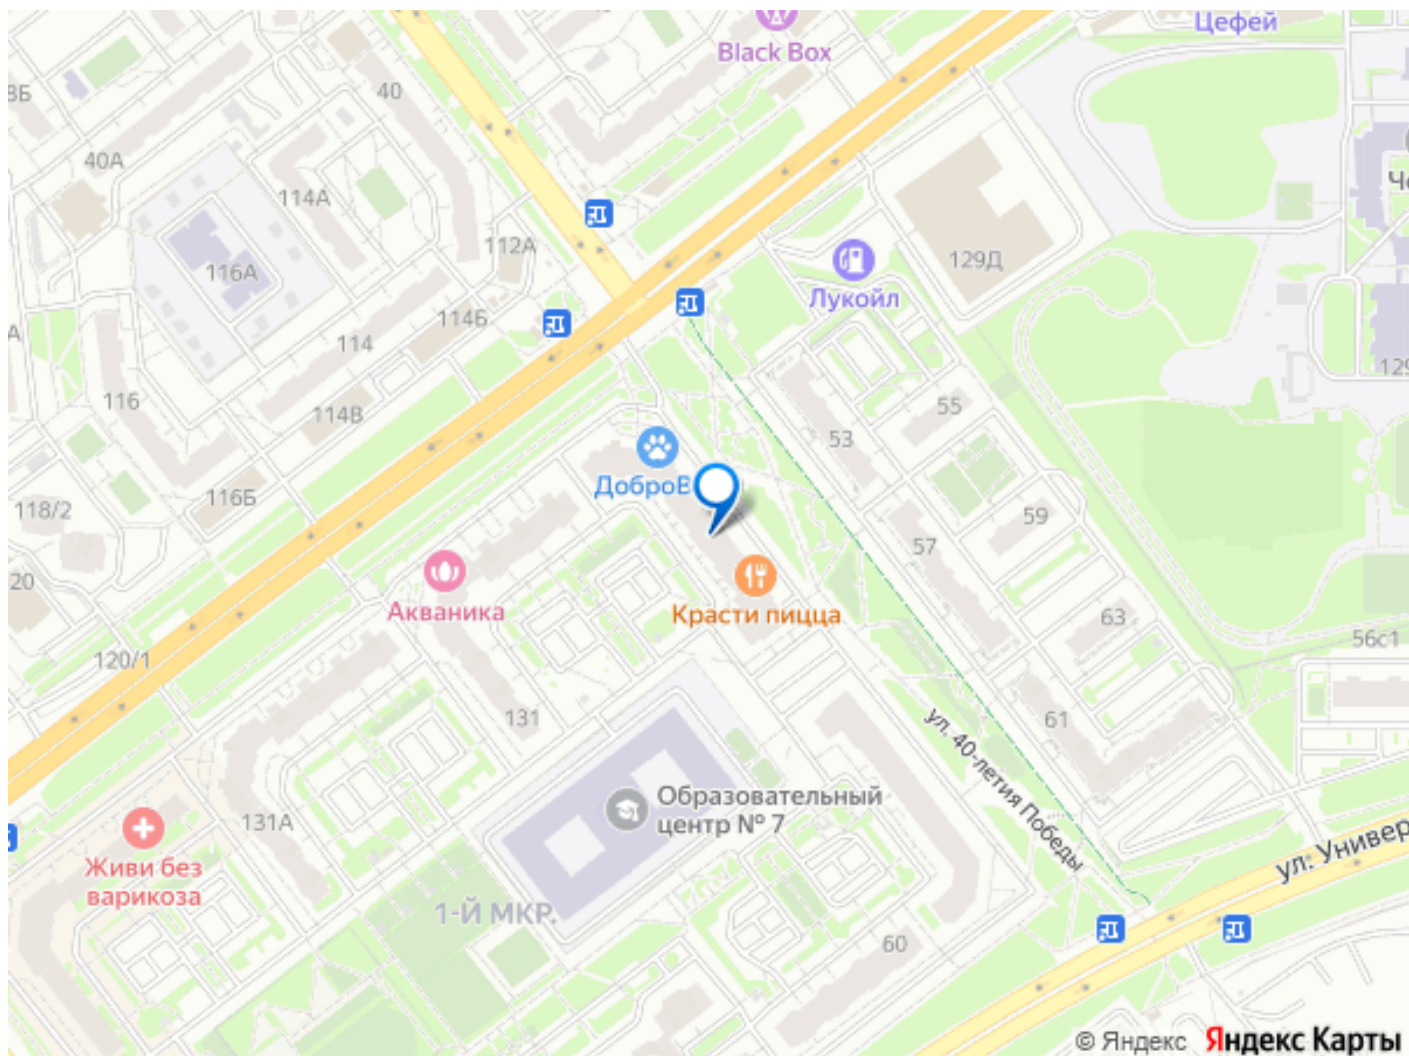 Цефей
Black Box
8Б
40
40А
114А
112А
116А
129Д
Лукойл
114Б
114
116
114В
55
53
ДоброВ
116Б
118/2
59
57
20
Акваника
Красти пицца
63
56с1
120/1
131
61
ул. 40-летия Победы
Образовательный
центр № 7
131А
Живи без
варикоза
1-Й МКР.
ул. Универ
60
© Яндекс Яндекс Карты